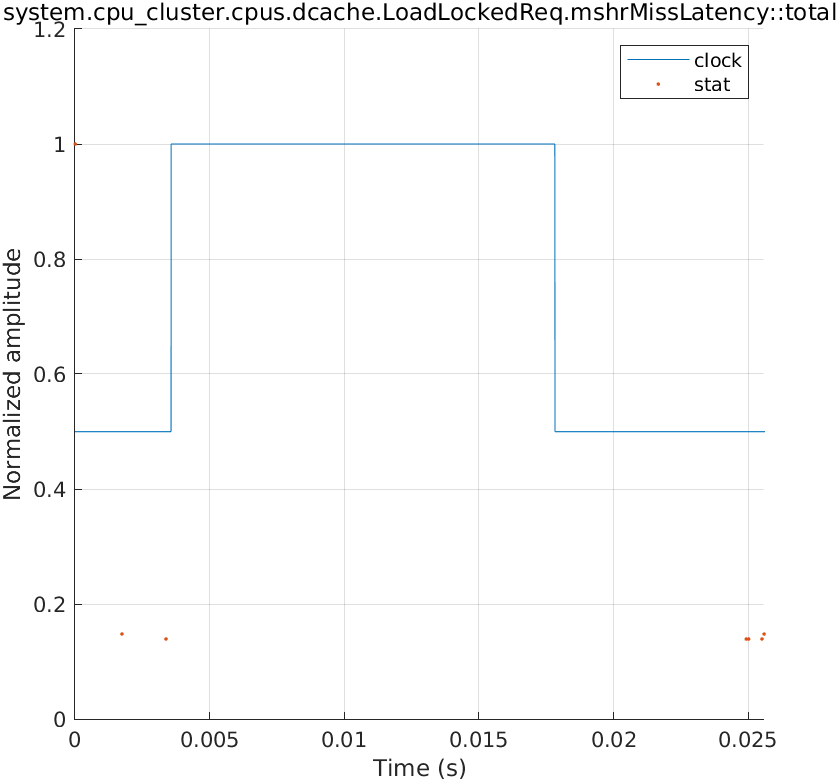 system.cpu_cluster.cpus.dcache.LoadLockedReq.mshrMissLatency::total
1.2
clock
stat
1
0.8
0.6
0.4
0.2
0
Normalized amplitude
0 0.005 0.01 0.015 0.02 0.025
Time (s)